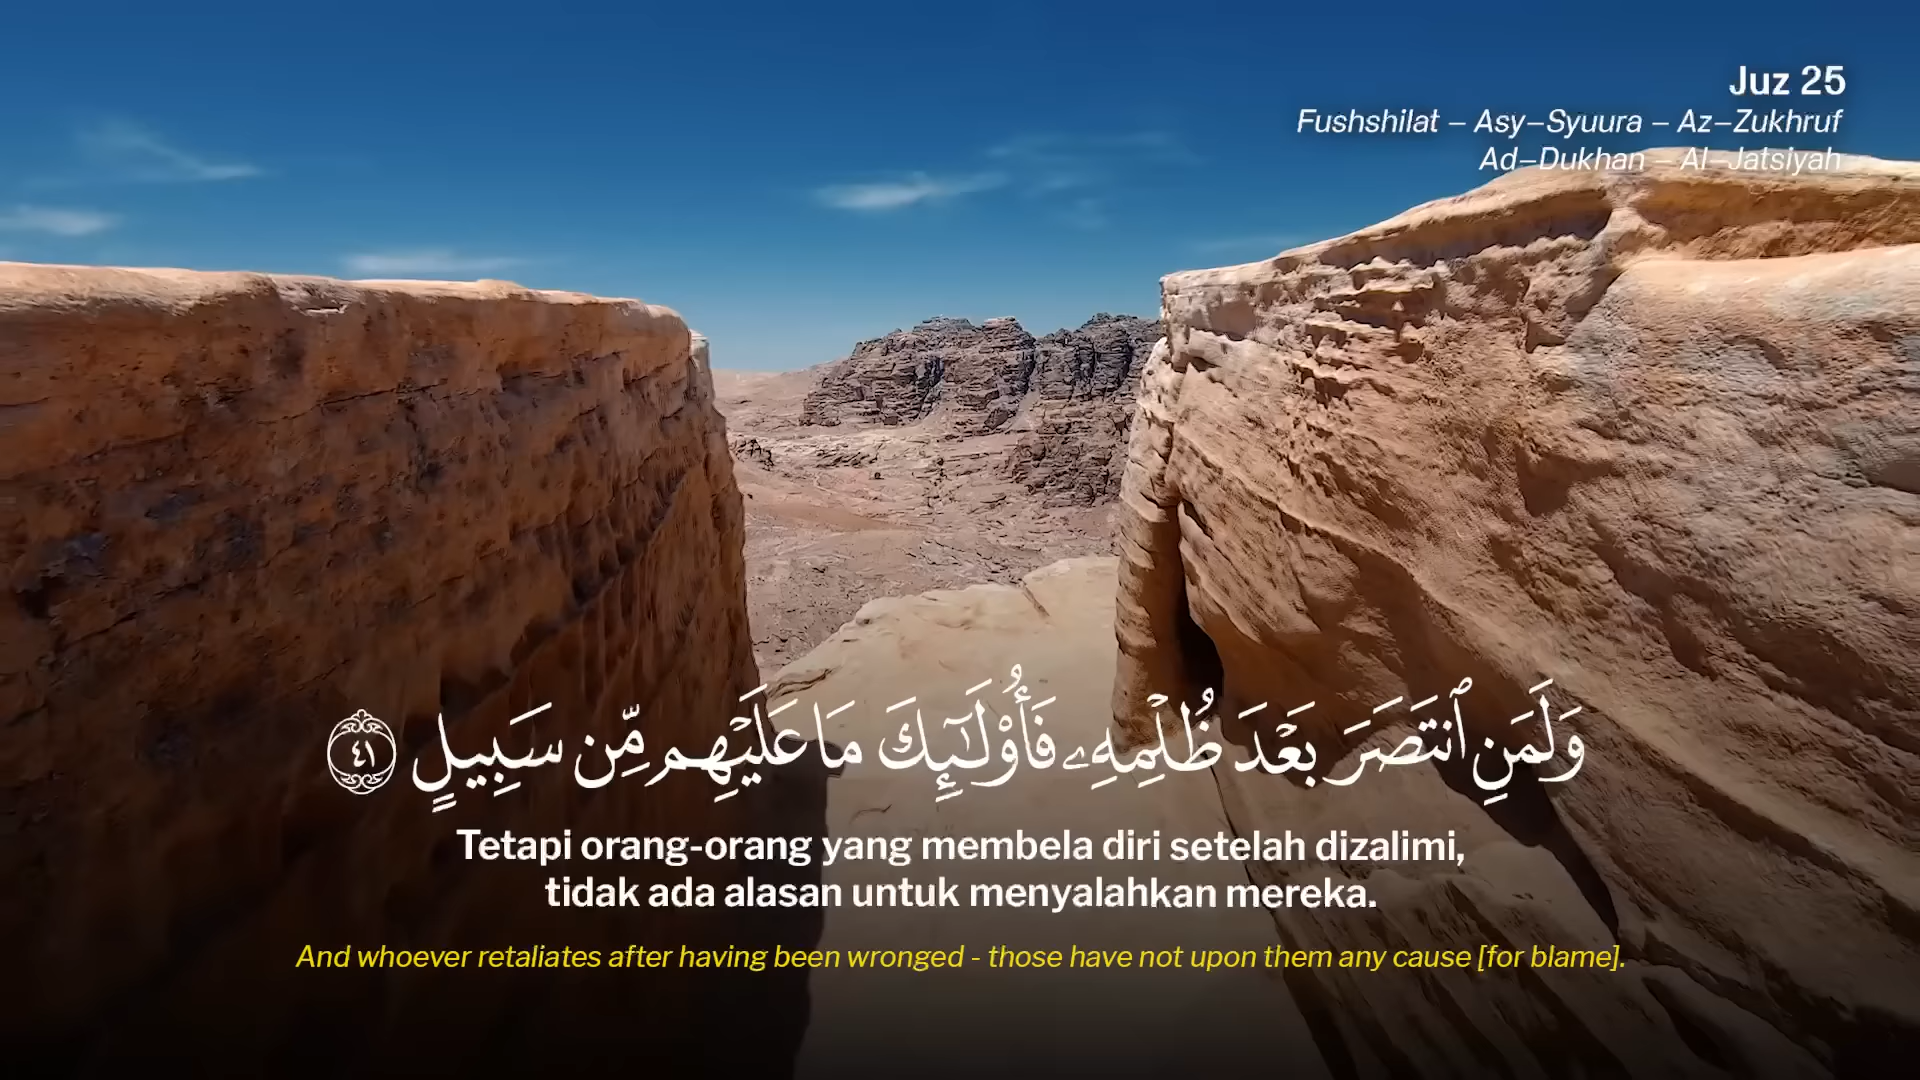 Juz 25
Fushshilat – Asy–Syuura – Az–Zukhruf
Ad–Dukhan – Al–Jatsiyah
وَلَمَنِ ٱنتَصَرَ بَعْدَ ظُلْمِهِۦ فَأُو۟لَـٰٓئِكَ مَا عَلَيْهِم مِّن سَبِيلٍ ٤١
Tetapi orang-orang yang membela diri setelah dizalimi,
tidak ada alasan untuk menyalahkan mereka.
And whoever retaliates after having been wronged - those have not upon them any cause [for blame].